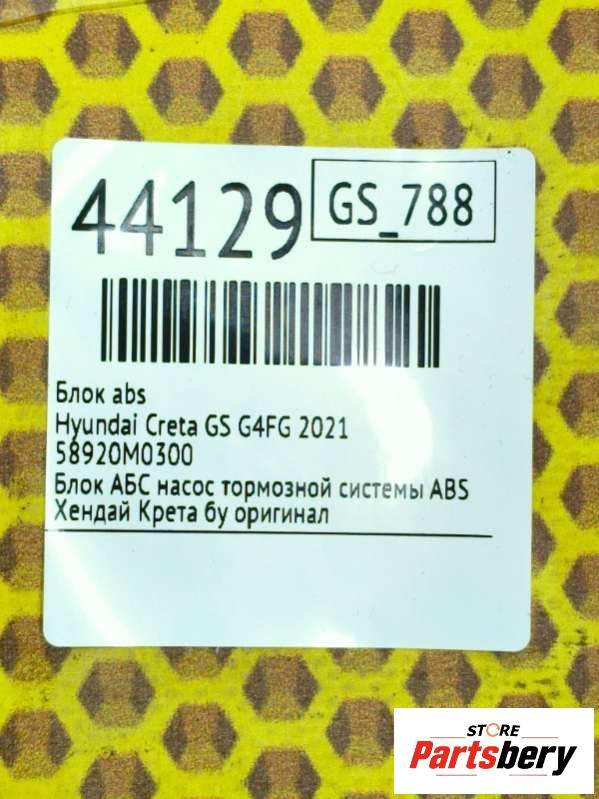 44129
GS_788
Блок abs
Hyundai Creta GS G4FG 2021
58920M0300
Блок АБС насос тормозной системы ABS
Хендай Крета бу оригинал
STORE
Partsbery